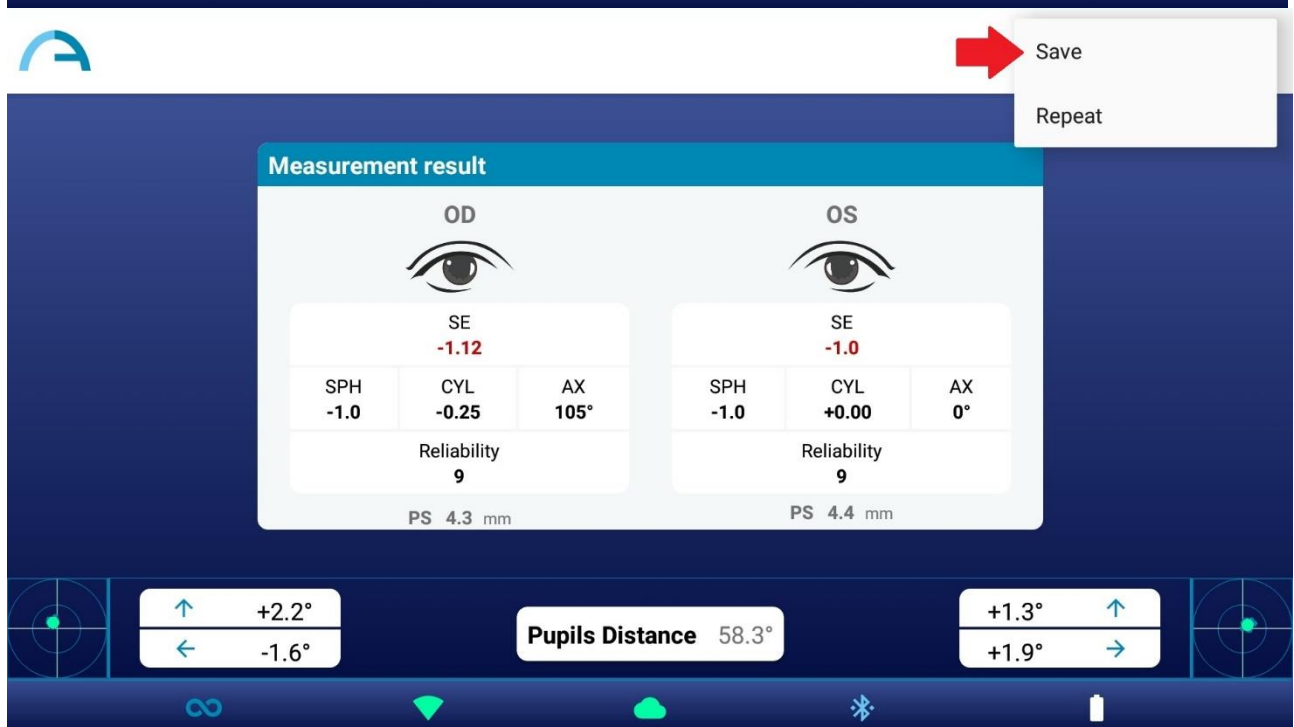 Save
Repeat
Measurement result
OD OS
SE SE
-1.12 -1.0
SPH CYL AX SPH CYL AX
-1.0 -0.25 105° -1.0 +0.00 0°
Reliability Reliability
9 9
PS 4.3 mm PS 4.4 mm
+2.2° +1.3°
Pupils Distance 58.3°
-1.6° +1.9°